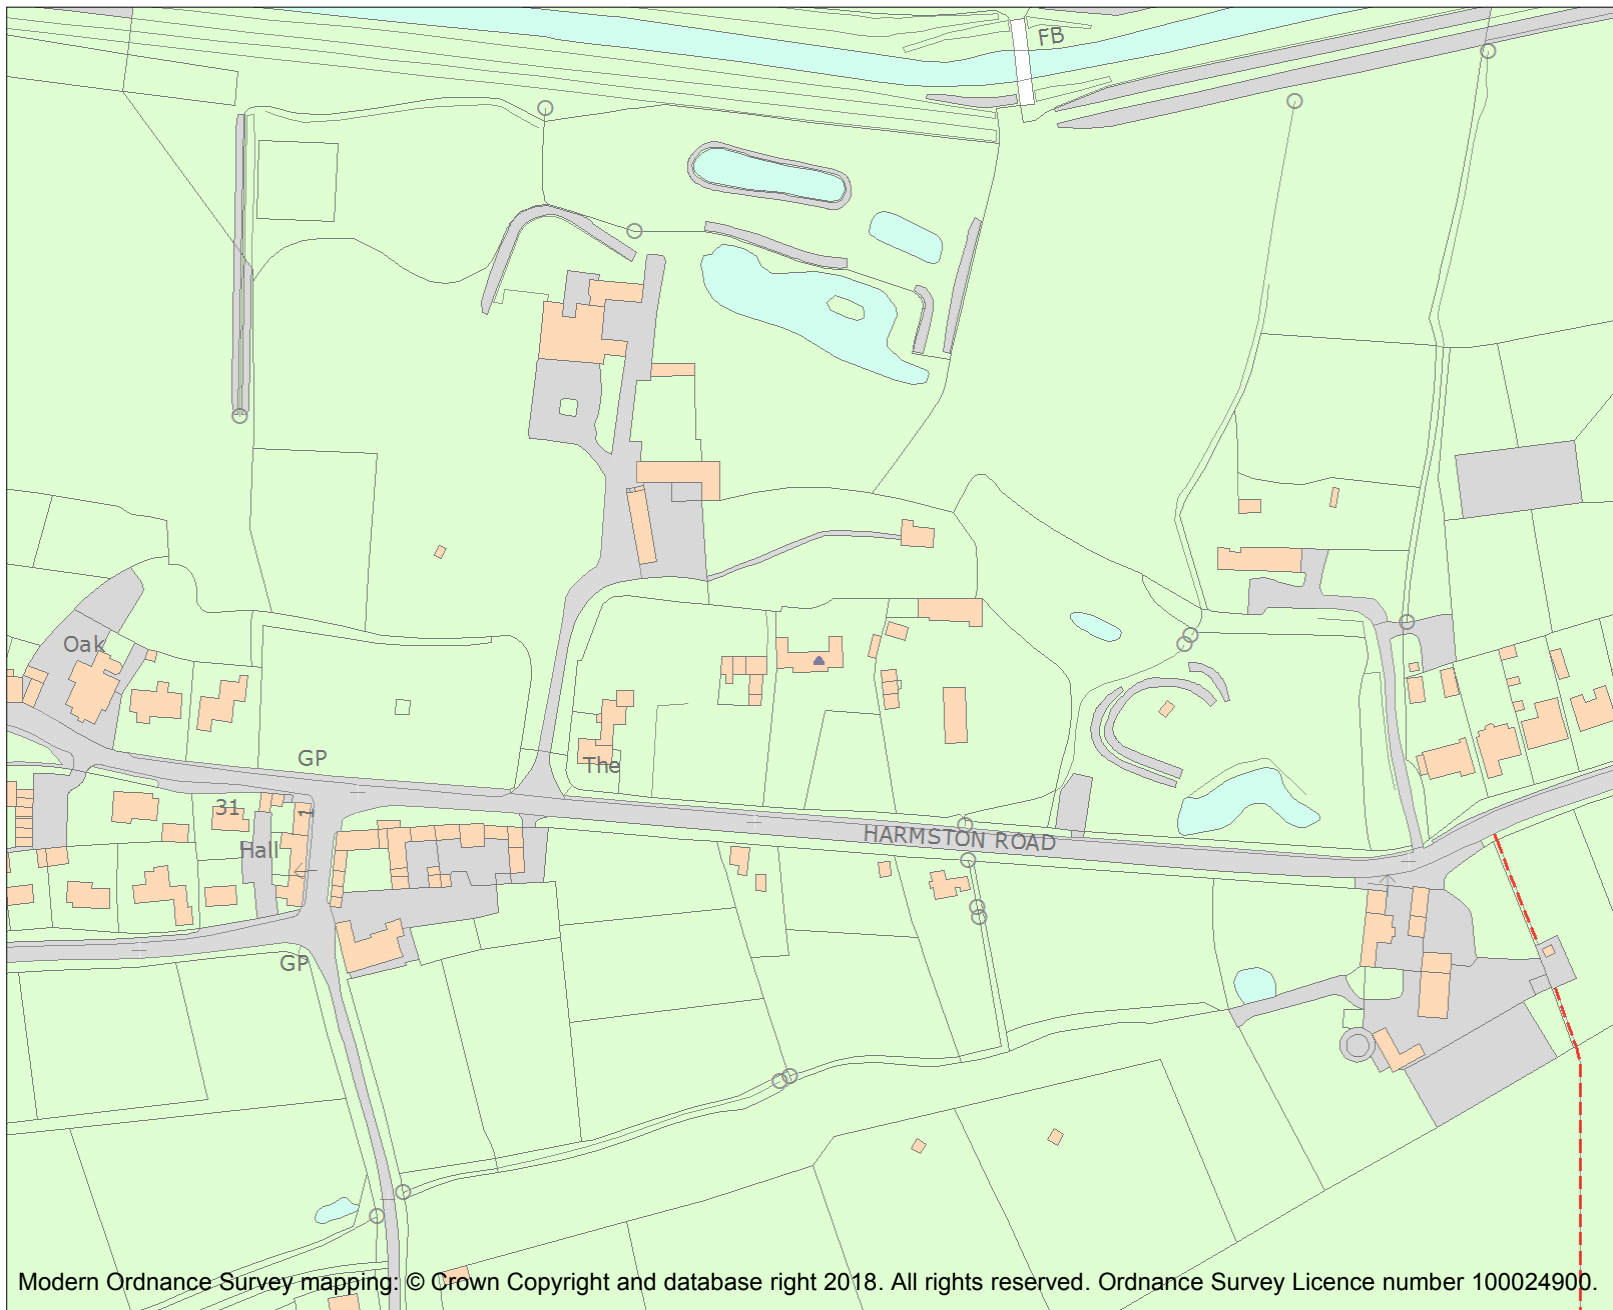 FB
Oak
GP
The
31
1
HARMSTON ROAD
Hall
GP
Modern Ordnance Survey mapping: © Crown Copyright and database right 2018. All rights reserved. Ordnance Survey Licence number 100024900.